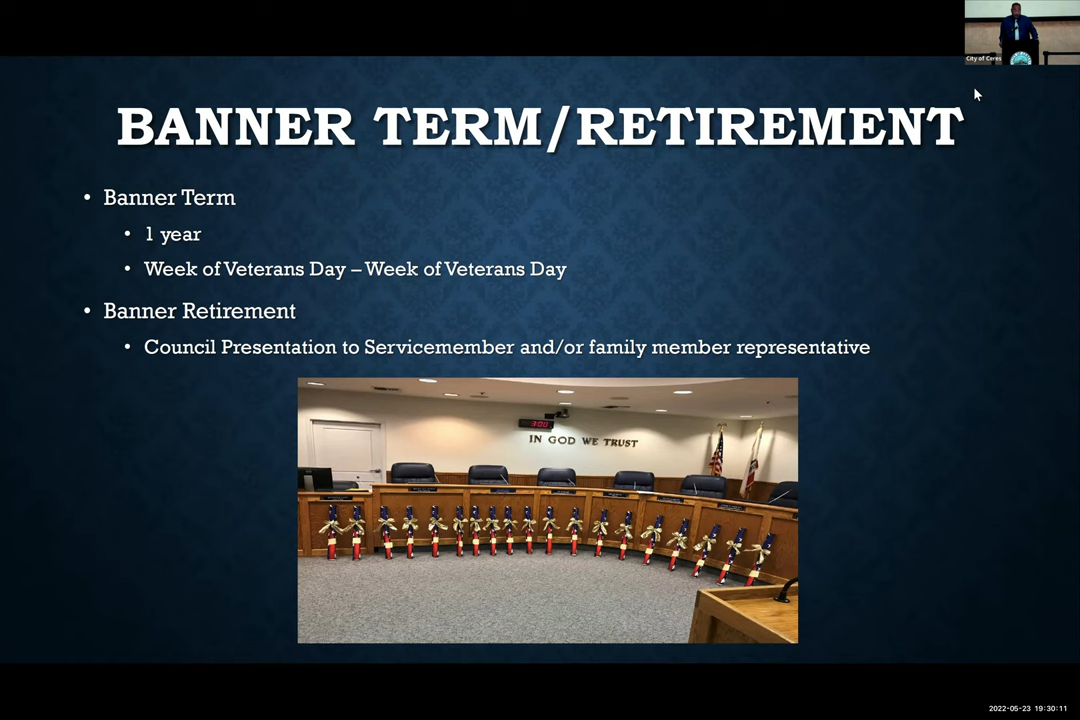 City of Ceres
BANNER TERM/RETIREMENT
• Banner Term
• 1 year
• Week of Veterans Day – Week of Veterans Day
• Banner Retirement
• Council Presentation to Servicemember and/or family member representative
3:00
IN GOD WE TRUST
2022-05-23 19:30:11